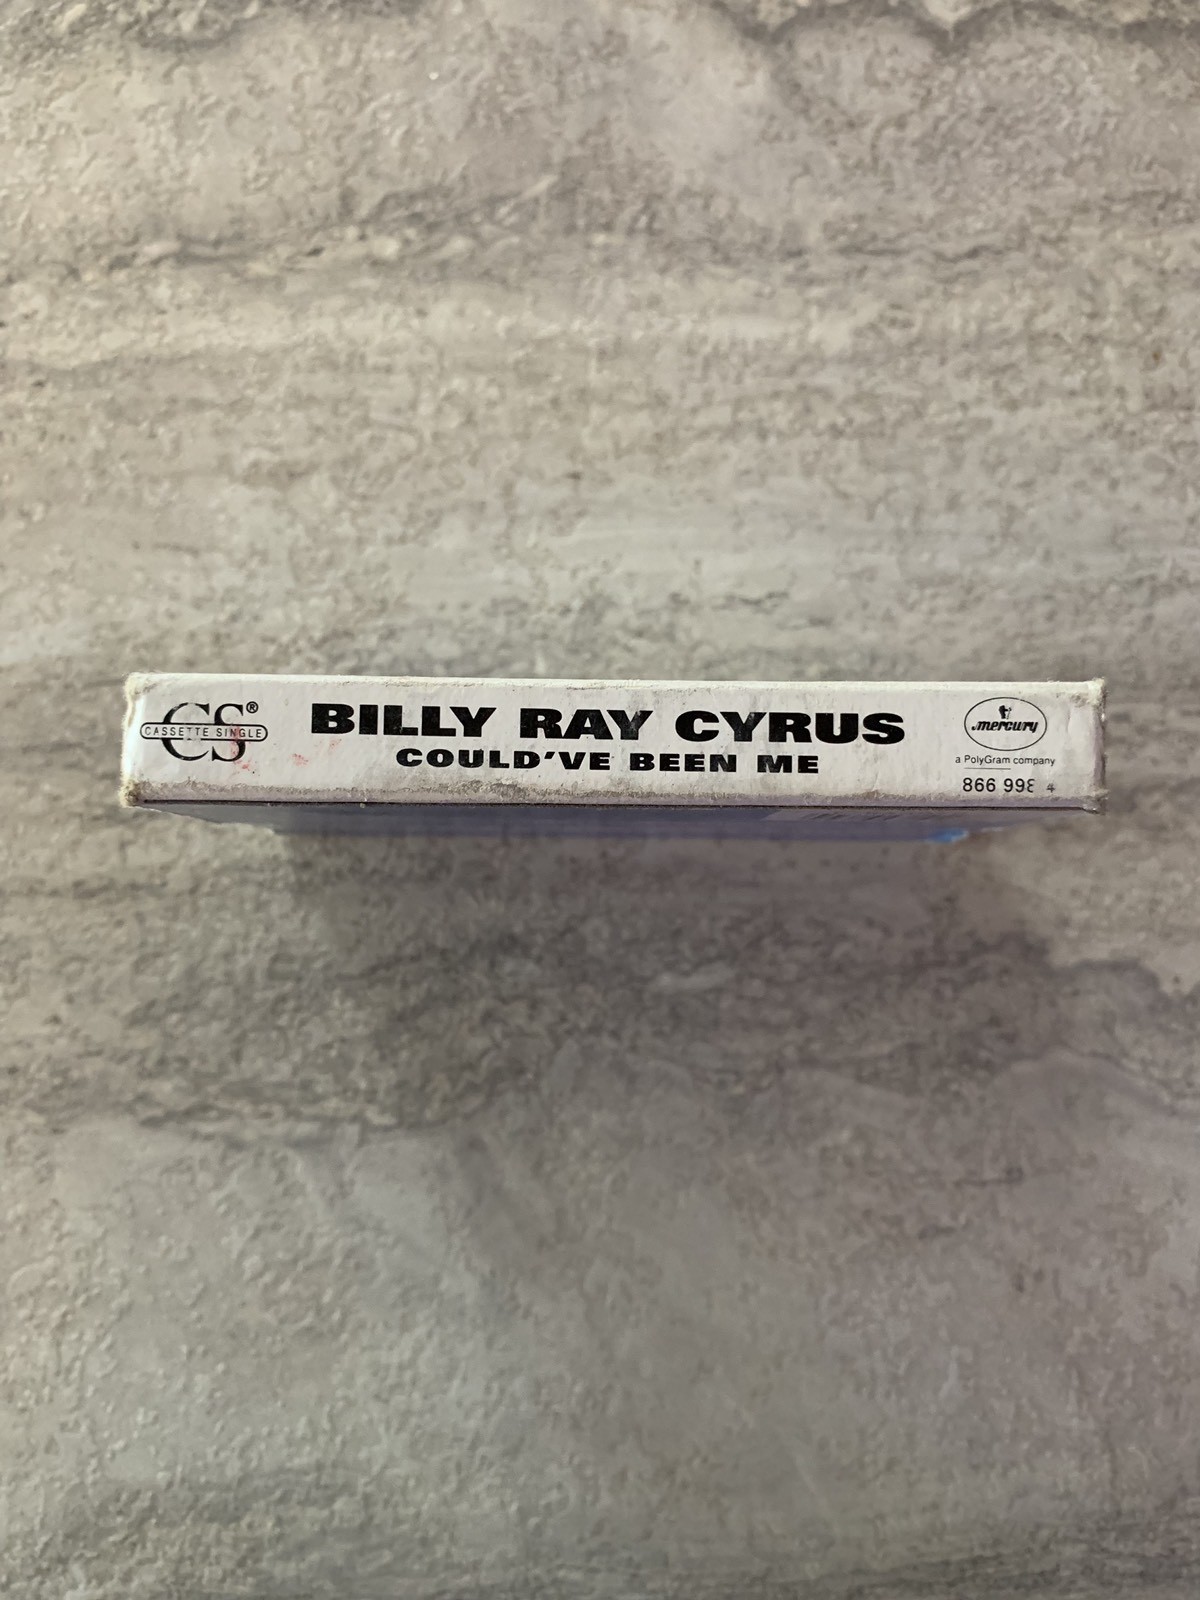 CS®
CASSETTE SINGLE
BILLY RAY CYRUS
COULD'VE BEEN ME
mercury
a PolyGram company
866 998 4